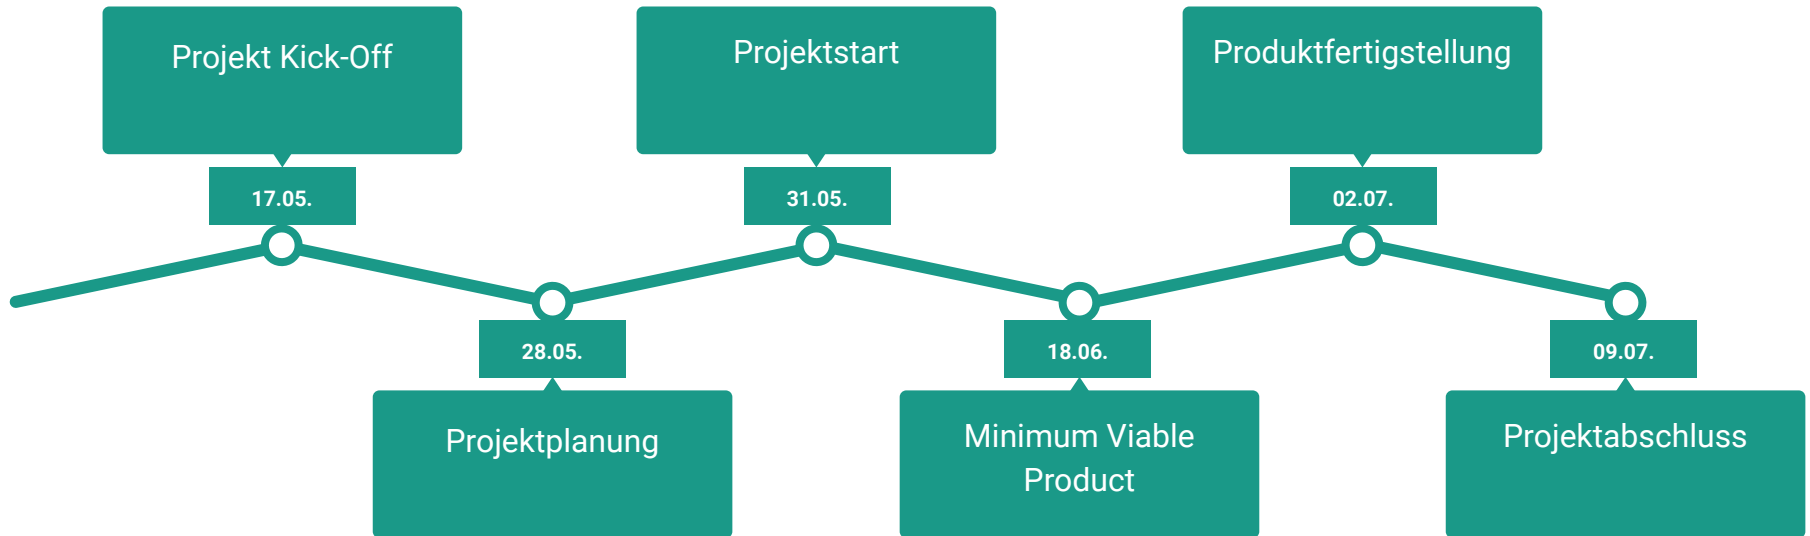 Projekt Kick-Off
17.05.
28.05.
Projektplanung
Projektstart
31.05.
18.06.
Minimum Viable
Product
Produktfertigstellung
02.07.
09.07.
Projektabschluss